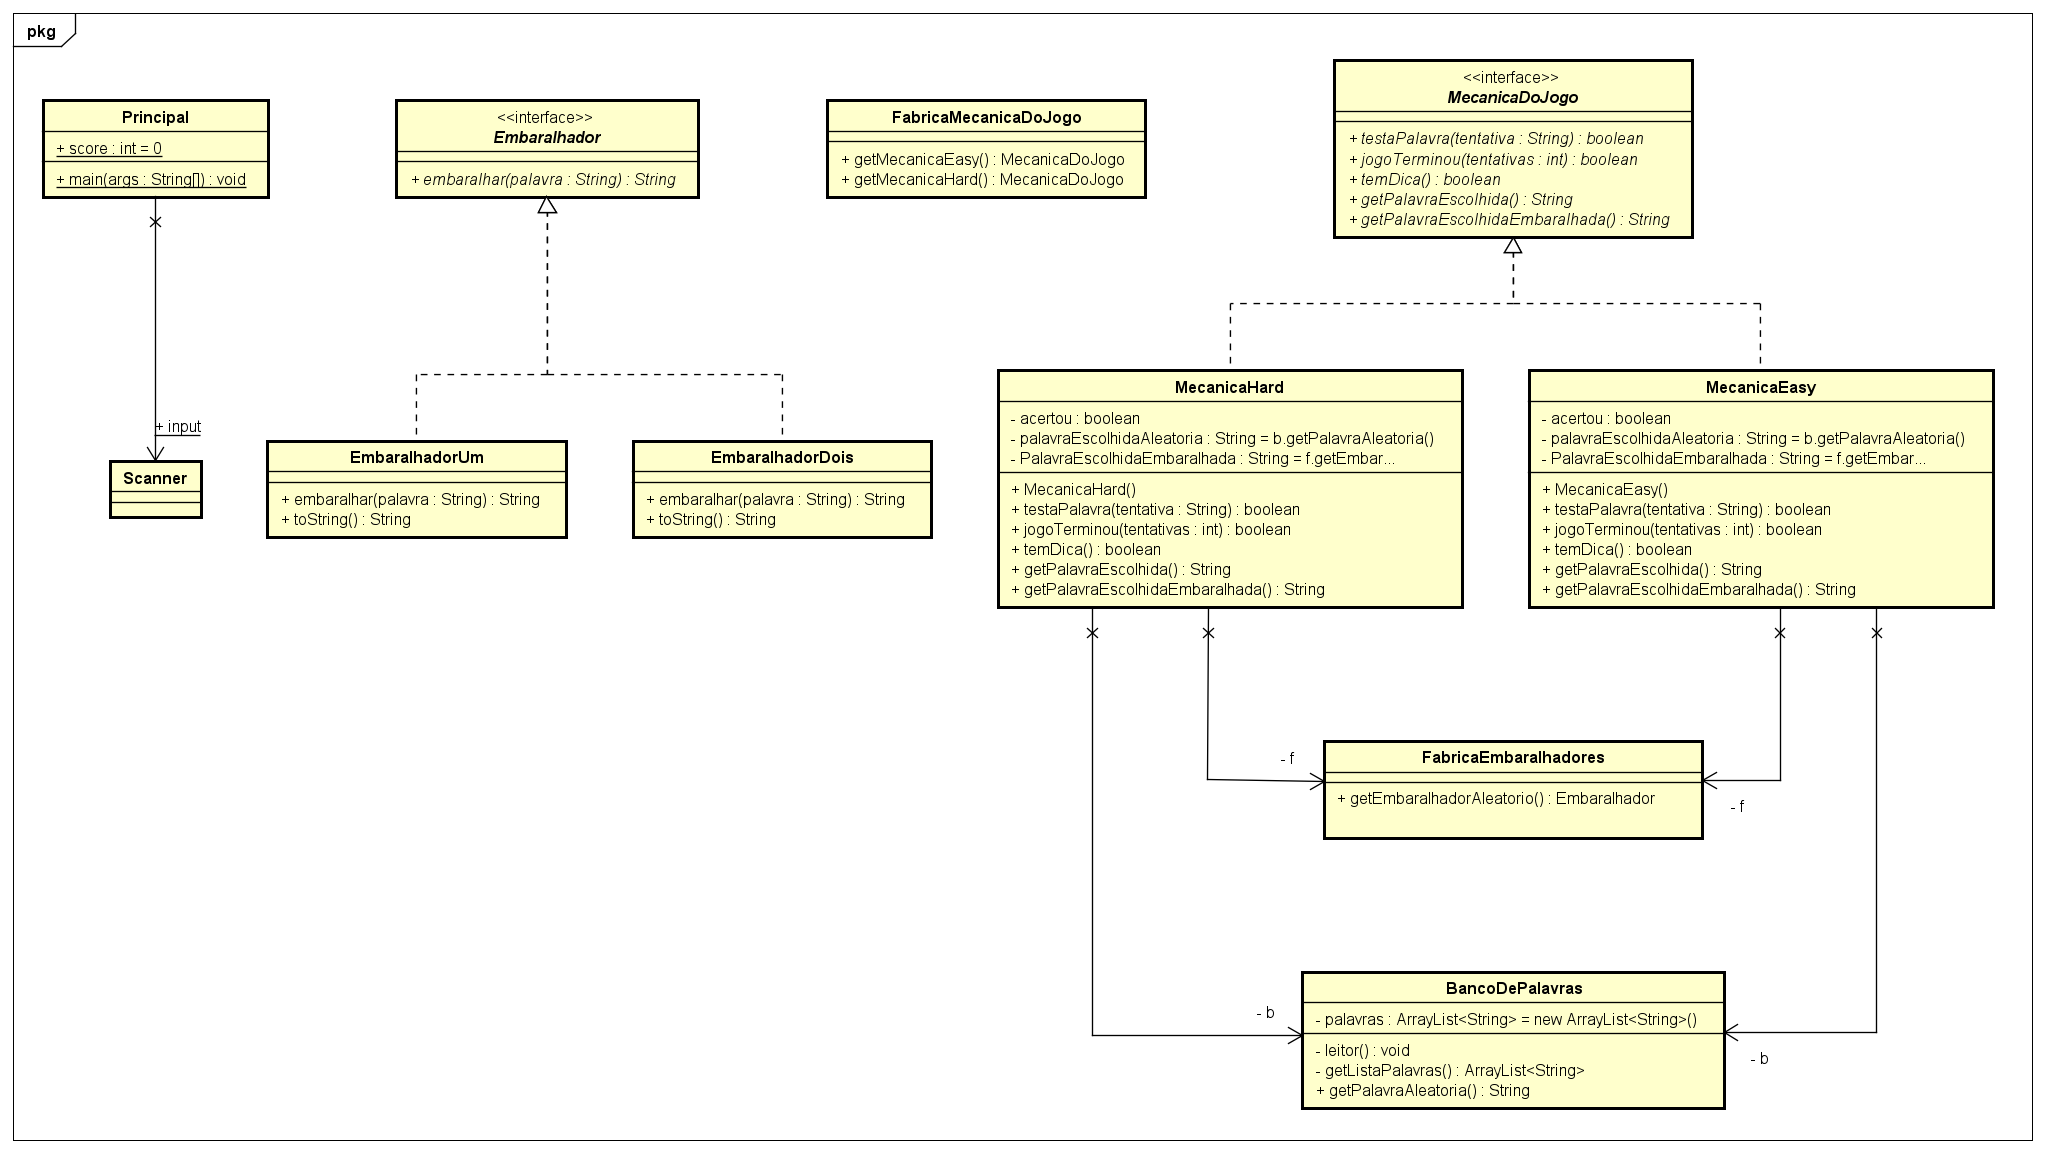 pkg
Principal
+ score : int = 0
+ main(args : String[]) : void
<<interface>>
Embaralhador
+ embaralhar(palavra : String) : String
FabricaMecanicaDoJogo
+ getMecanicaEasy() : MecanicaDoJogo
+ getMecanicaHard() : MecanicaDoJogo
<<interface>>
MecanicaDoJogo
+ testaPalavra(tentativa : String) : boolean
+ jogoTerminou(tentativas : int) : boolean
+ temDica() : boolean
+ getPalavraEscolhida() : String
+ getPalavraEscolhidaEmbaralhada() : String
+ input
Scanner
EmbaralhadorUm
+ embaralhar(palavra : String) : String
+ toString() : String
EmbaralhadorDois
+ embaralhar(palavra : String) : String
+ toString() : String
MecanicaHard
- acertou : boolean
- palavraEscolhidaAleatoria : String = b.getPalavraAleatoria()
- PalavraEscolhidaEmbaralhada : String = f.getEmbar...
+ MecanicaHard()
+ testaPalavra(tentativa : String) : boolean
+ jogoTerminou(tentativas : int) : boolean
+ temDica() : boolean
+ getPalavraEscolhida() : String
+ getPalavraEscolhidaEmbaralhada() : String
MecanicaEasy
- acertou : boolean
- palavraEscolhidaAleatoria : String = b.getPalavraAleatoria()
- PalavraEscolhidaEmbaralhada : String = f.getEmbar...
+ MecanicaEasy()
+ testaPalavra(tentativa : String) : boolean
+ jogoTerminou(tentativas : int) : boolean
+ temDica() : boolean
+ getPalavraEscolhida() : String
+ getPalavraEscolhidaEmbaralhada() : String
- f
FabricaEmbaralhadores
+ getEmbaralhadorAleatorio() : Embaralhador
- f
- b
BancoDePalavras
- palavras : ArrayList<String> = new ArrayList<String>()
- leitor() : void
- getListaPalavras() : ArrayList<String>
+ getPalavraAleatoria() : String
- b